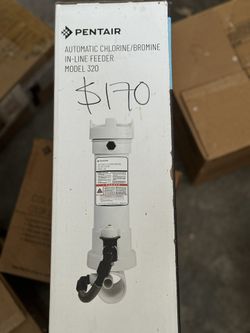 PENTAIR
AUTOMATIC CHLORINE/BROMINE
IN-LINE FEEDER
MODEL 320
$170